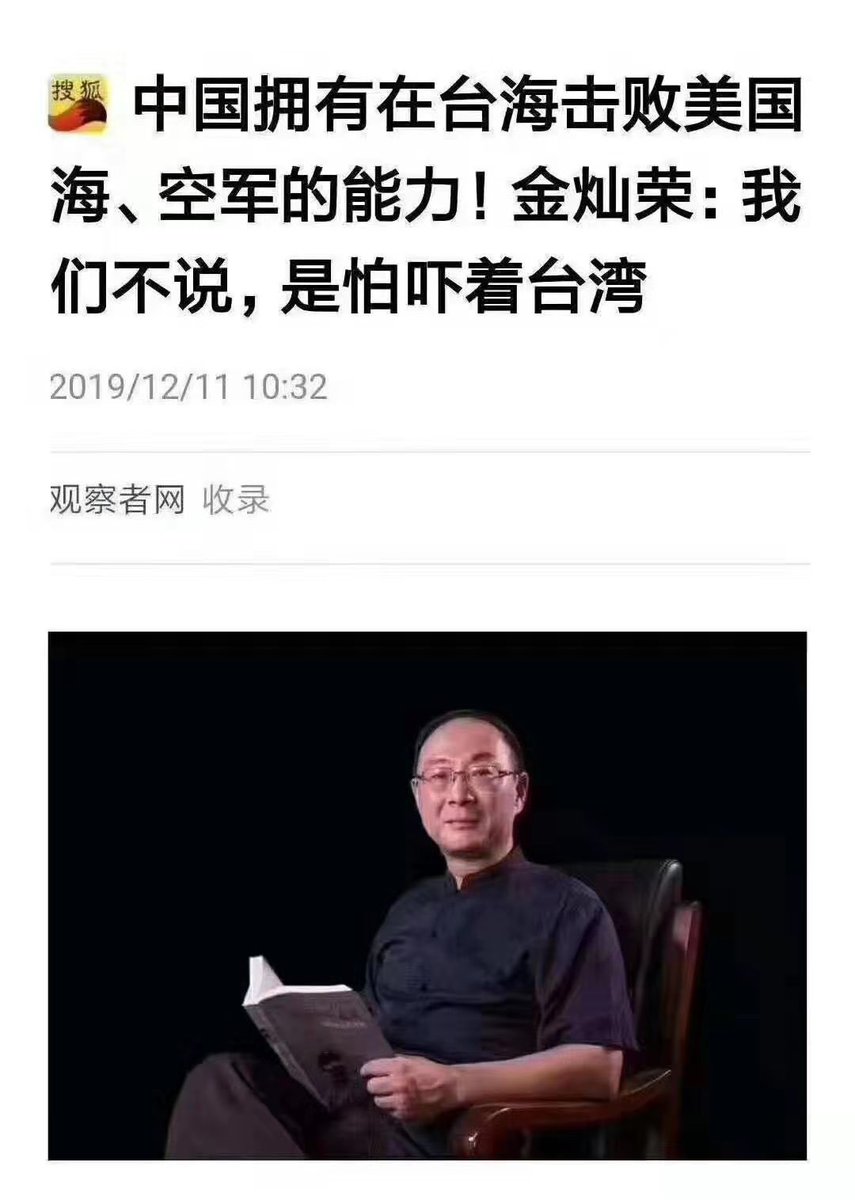 搜狐
中国拥有在台海击败美国
海、空军的能力！金灿荣：我
们不说，是怕吓着台湾
2019/12/11 10:32
观察者网 收录